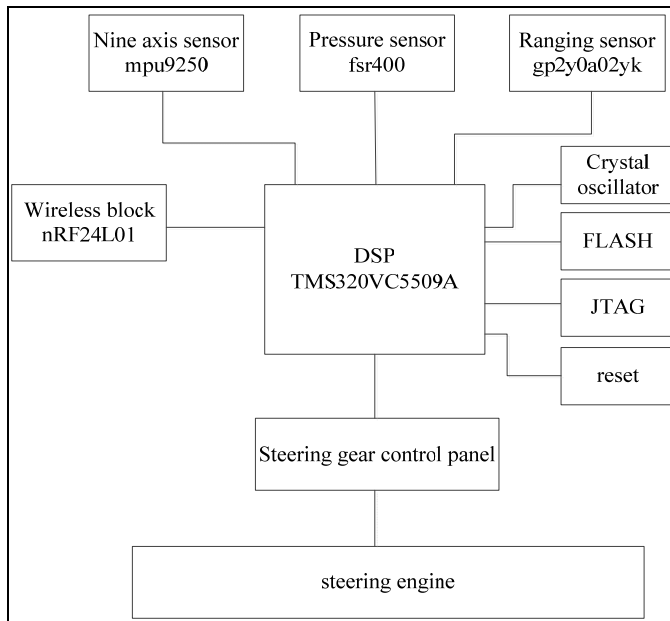 Nine axis sensor
mpu9250
Pressure sensor
fsr400
Ranging sensor
gp2y0a02yk
Crystal
oscillator
Wireless block
nRF24L01
FLASH
DSP
TMS320VC5509A
JTAG
reset
Steering gear control panel
steering engine